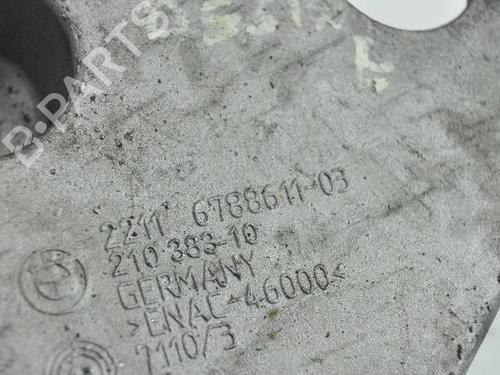 B-PARTS
2211 6788611-03
210 383-10
GERMANY
>ENAC-46000<
7110/3